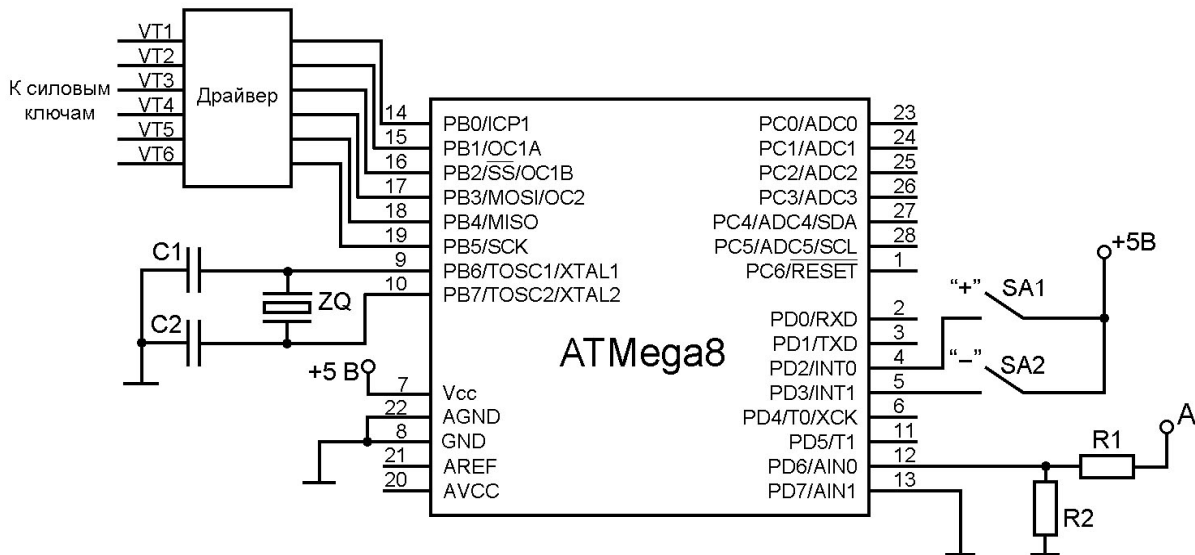 VT1
VT2
VT3
VT4
VT5
VT6
К силовым
ключам
Драйвер
14 PB0/ICP1
15 PB1/OC1A
16 PB2/SS/OC1B
17 PB3/MOSI/OC2
18 PB4/MISO
19 PB5/SCK
9 PB6/TOSC1/XTAL1
10 PB7/TOSC2/XTAL2
7 Vcc
22 AGND
8 GND
21 AREF
20 AVCC
C1
C2
ZQ
+5 В
ATMega8
PC0/ADC0 23
PC1/ADC1 24
PC2/ADC2 25
PC3/ADC3 26
PC4/ADC4/SDA 27
PC5/ADC5/SCL 28
PC6/RESET 1
PD0/RXD 2
PD1/TXD 3
PD2/INT0 4
PD3/INT1 5
PD4/T0/XCK 6
PD5/T1 11
PD6/AIN0 12
PD7/AIN1 13
+5В
“+” SA1
“–” SA2
A
R1
R2